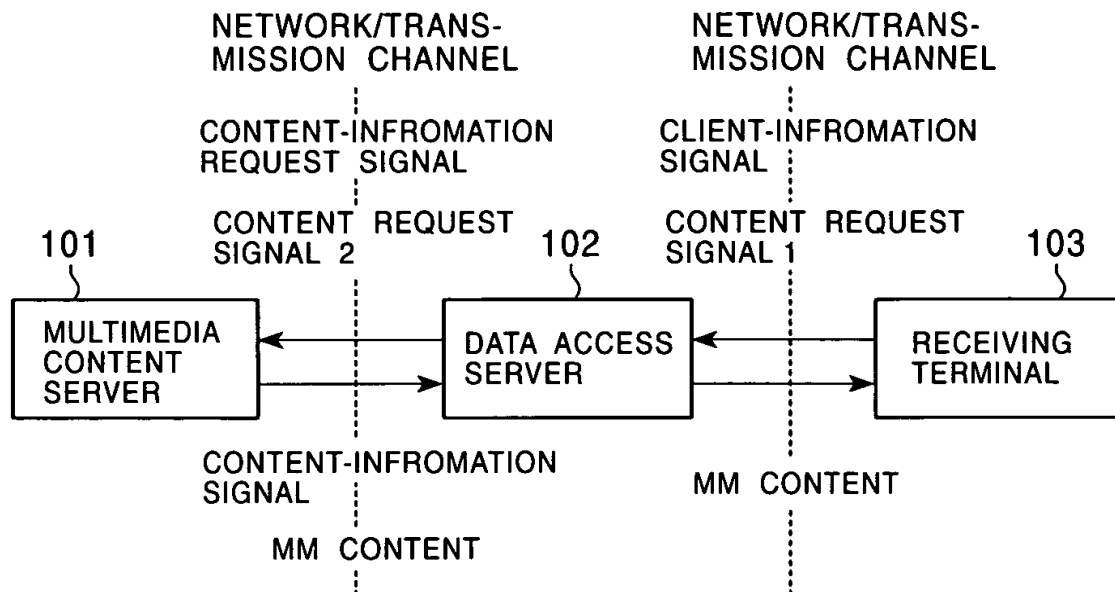 NETWORK/TRANS-
MISSION CHANNEL
NETWORK/TRANS-
MISSION CHANNEL
CONTENT-INFROMATION
REQUEST SIGNAL
CLIENT-INFROMATION
SIGNAL
CONTENT REQUEST
SIGNAL 2
CONTENT REQUEST
SIGNAL 1
101
102
103
MULTIMEDIA
CONTENT
SERVER
DATA ACCESS
SERVER
RECEIVING
TERMINAL
CONTENT-INFROMATION
SIGNAL
MM CONTENT
MM CONTENT